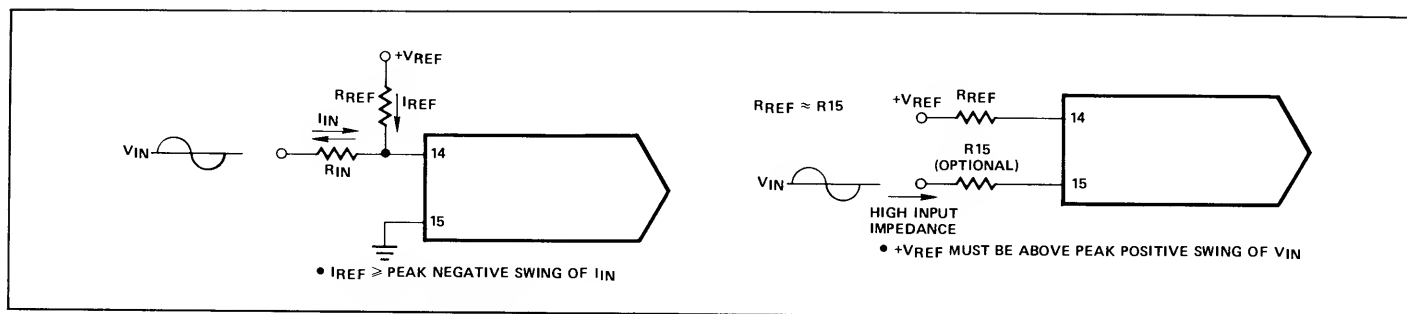 +VREF
RREF
IREF
IIN
VIN
RIN
14
15
• IREF ⩾ PEAK NEGATIVE SWING OF IIN
RREF ≈ R15
+VREF
RREF
14
R15
(OPTIONAL)
VIN
15
HIGH INPUT
IMPEDANCE
• +VREF MUST BE ABOVE PEAK POSITIVE SWING OF VIN